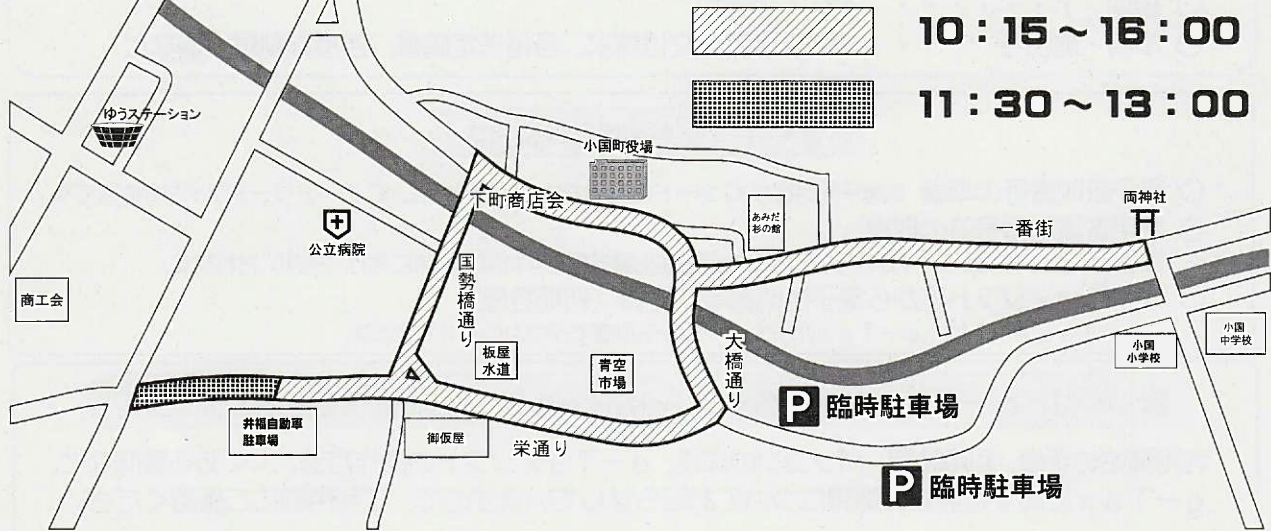 10：15～16：00
11：30～13：00
ゆうステーション
小国町役場
下町商店会
公立病院
国勢橋通り
商工会
あみだ
杉の館
一番街
両神社
板屋
水道
青空
市場
大橋通り
小国
小学校
小国
中学校
井福自動車
駐車場
御仮屋
栄通り
P 臨時駐車場
P 臨時駐車場